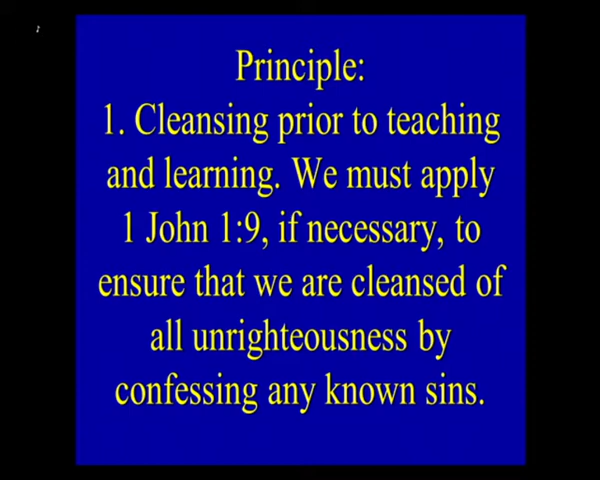 Principle:
1. Cleansing prior to teaching
and learning. We must apply
1 John 1:9, if necessary, to
ensure that we are cleansed of
all unrighteousness by
confessing any known sins.